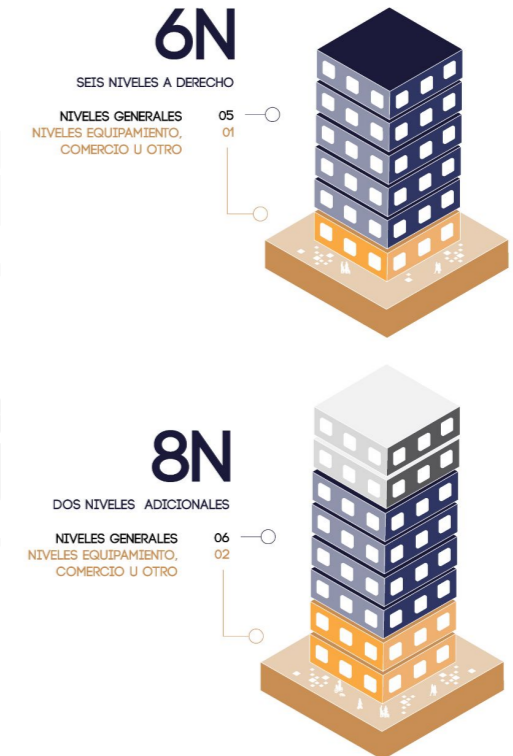 6N
SEIS NIVELES A DERECHO
NIVELES GENERALES 05
NIVELES EQUIPAMIENTO, 01
COMERCIO U OTRO
8N
DOS NIVELES ADICIONALES
NIVELES GENERALES 06
NIVELES EQUIPAMIENTO, 02
COMERCIO U OTRO